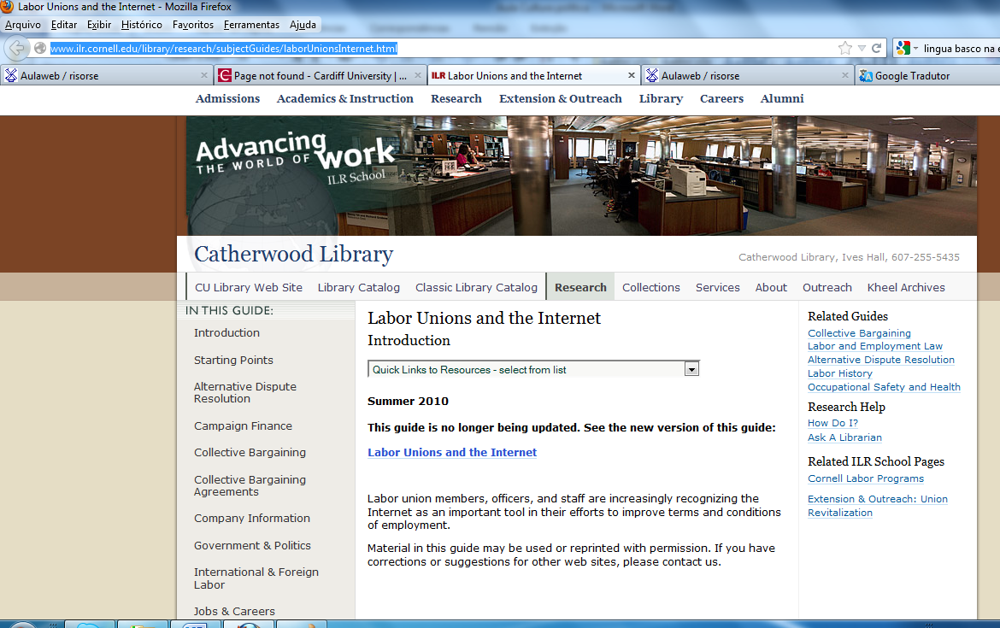 Labor Unions and the Internet - Mozilla Firefox
Arquivo Editar Exibir Histórico Favoritos Ferramentas Ajuda
www.ilr.cornell.edu/library/research/subjectGuides/laborUnionsInternet.html
lingua basco na e
Aulaweb / risorse
Page not found - Cardiff University | ...
ILR Labor Unions and the Internet
Aulaweb / risorse
Google Tradutor
Admissions Academics & Instruction Research Extension & Outreach Library Careers Alumni
Advancing
THE WORLD OF work
ILR School
Catherwood Library
Catherwood Library, Ives Hall, 607-255-5435
CU Library Web Site Library Catalog Classic Library Catalog Research Collections Services About Outreach Kheel Archives
IN THIS GUIDE:
Introduction
Starting Points
Alternative Dispute
Resolution
Campaign Finance
Collective Bargaining
Collective Bargaining
Agreements
Company Information
Government & Politics
International & Foreign
Labor
Jobs & Careers
Labor Unions and the Internet
Introduction
Quick Links to Resources - select from list
Summer 2010
This guide is no longer being updated. See the new version of this guide:
Labor Unions and the Internet
Labor union members, officers, and staff are increasingly recognizing the
Internet as an important tool in their efforts to improve terms and conditions
of employment.
Material in this guide may be used or reprinted with permission. If you have
corrections or suggestions for other web sites, please contact us.
Related Guides
Collective Bargaining
Labor and Employment Law
Alternative Dispute Resolution
Labor History
Occupational Safety and Health
Research Help
How Do I?
Ask A Librarian
Related ILR School Pages
Cornell Labor Programs
Extension & Outreach: Union
Revitalization